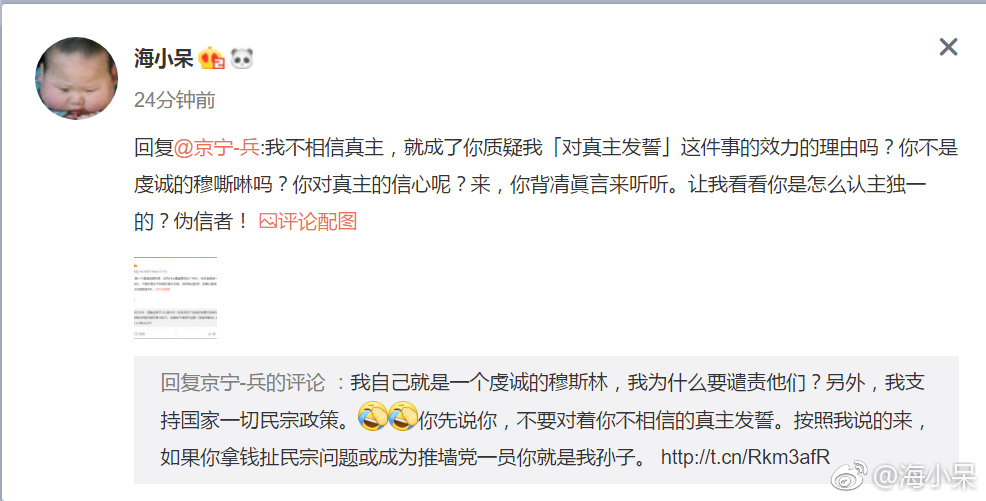 海小呆
24分钟前
回复@京宁-兵:我不相信真主，就成了你质疑我「对真主发誓」这件事的效力的理由吗？你不是
虔诚的穆嘶啉吗？你对真主的信心呢？来，你背清眞言来听听。让我看看你是怎么认主独一
的？伪信者！ 评论配图
回复京宁-兵的评论 ：我自己就是一个虔诚的穆斯林，我为什么要谴责他们？另外，我支
持国家一切民宗政策。你先说你，不要对着你不相信的真主发誓。按照我说的来，
如果你拿钱扯民宗问题或成为推墙党一员你就是我孙子。 http://t.cn/Rkm3afR
@海小呆